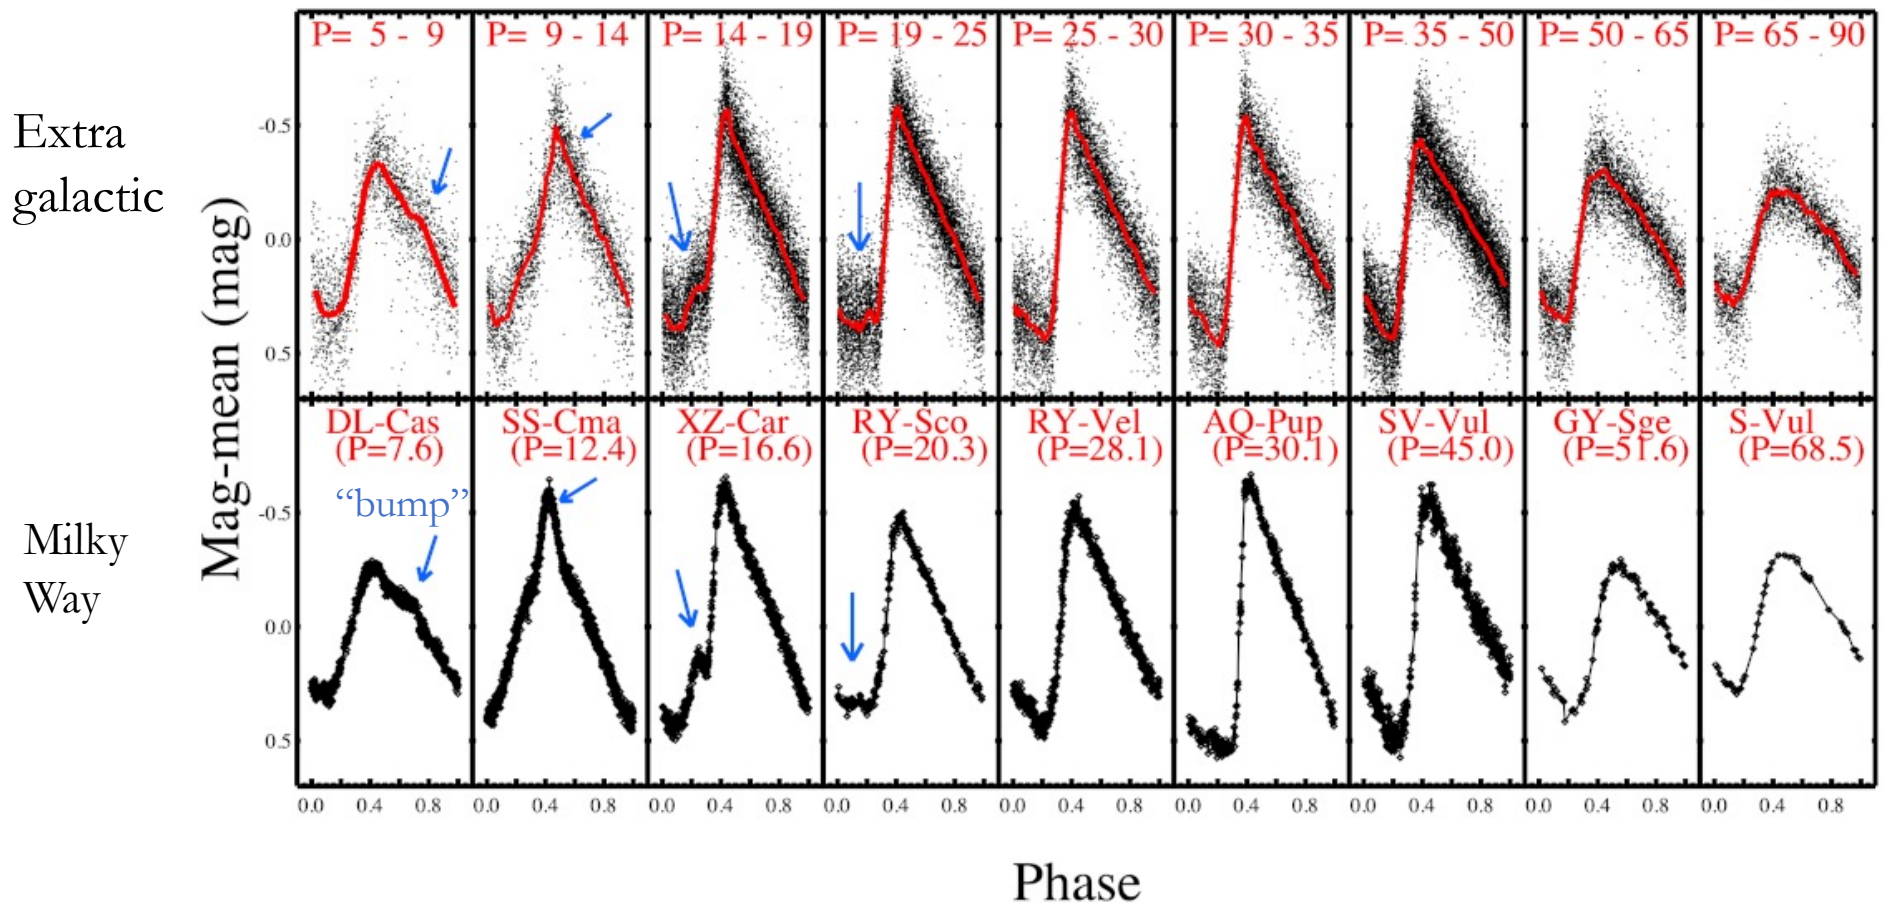 P= 5 - 9
P= 9 - 14
P= 14 - 19
P= 19 - 25
P= 25 - 30
P= 30 - 35
P= 35 - 50
P= 50 - 65
P= 65 - 90
Extra
galactic
-0.5
0.0
0.5
Mag-mean (mag)
DL-Cas
(P=7.6)
SS-Cma
(P=12.4)
XZ-Car
(P=16.6)
RY-Sco
(P=20.3)
RY-Vel
(P=28.1)
AQ-Pup
(P=30.1)
SV-Vul
(P=45.0)
GY-Sge
(P=51.6)
S-Vul
(P=68.5)
“bump”
Milky
Way
-0.5
0.0
0.5
0.0 0.4 0.8
0.0 0.4 0.8
0.0 0.4 0.8
0.0 0.4 0.8
0.0 0.4 0.8
0.0 0.4 0.8
0.0 0.4 0.8
0.0 0.4 0.8
0.0 0.4 0.8
Phase